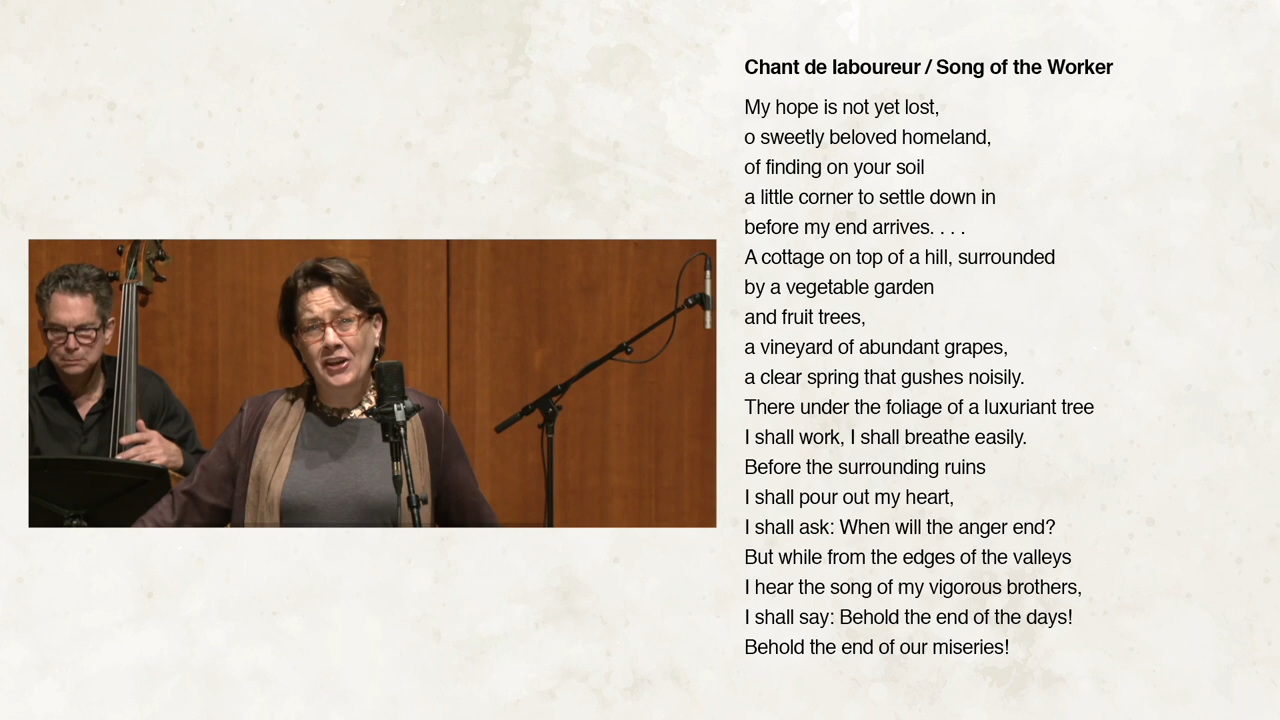 Chant de laboureur / Song of the Worker
My hope is not yet lost,
o sweetly beloved homeland,
of finding on your soil
a little corner to settle down in
before my end arrives. . . .
A cottage on top of a hill, surrounded
by a vegetable garden
and fruit trees,
a vineyard of abundant grapes,
a clear spring that gushes noisily.
There under the foliage of a luxuriant tree
I shall work, I shall breathe easily.
Before the surrounding ruins
I shall pour out my heart,
I shall ask: When will the anger end?
But while from the edges of the valleys
I hear the song of my vigorous brothers,
I shall say: Behold the end of the days!
Behold the end of our miseries!